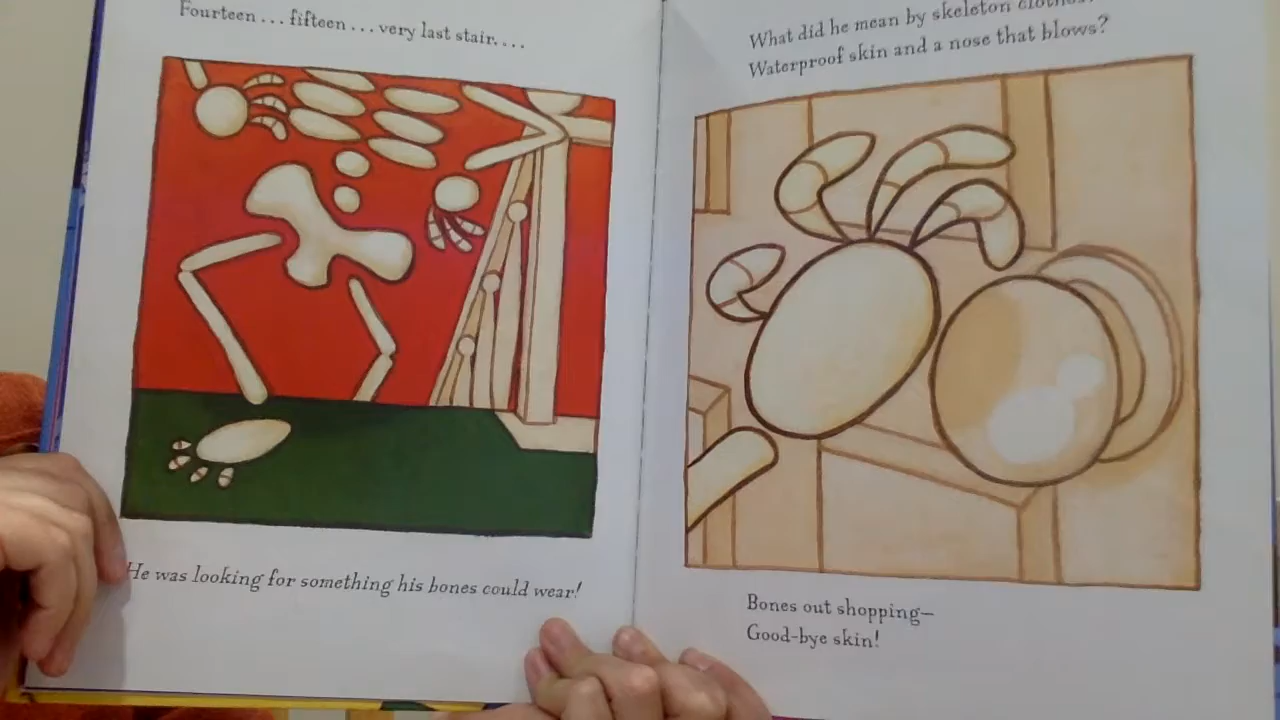 Fourteen . . . fifteen . . . very last stair. . . .
He was looking for something his bones could wear!
What did he mean by skeleton clothes?
Waterproof skin and a nose that blows?
Bones out shopping—
Good-bye skin!